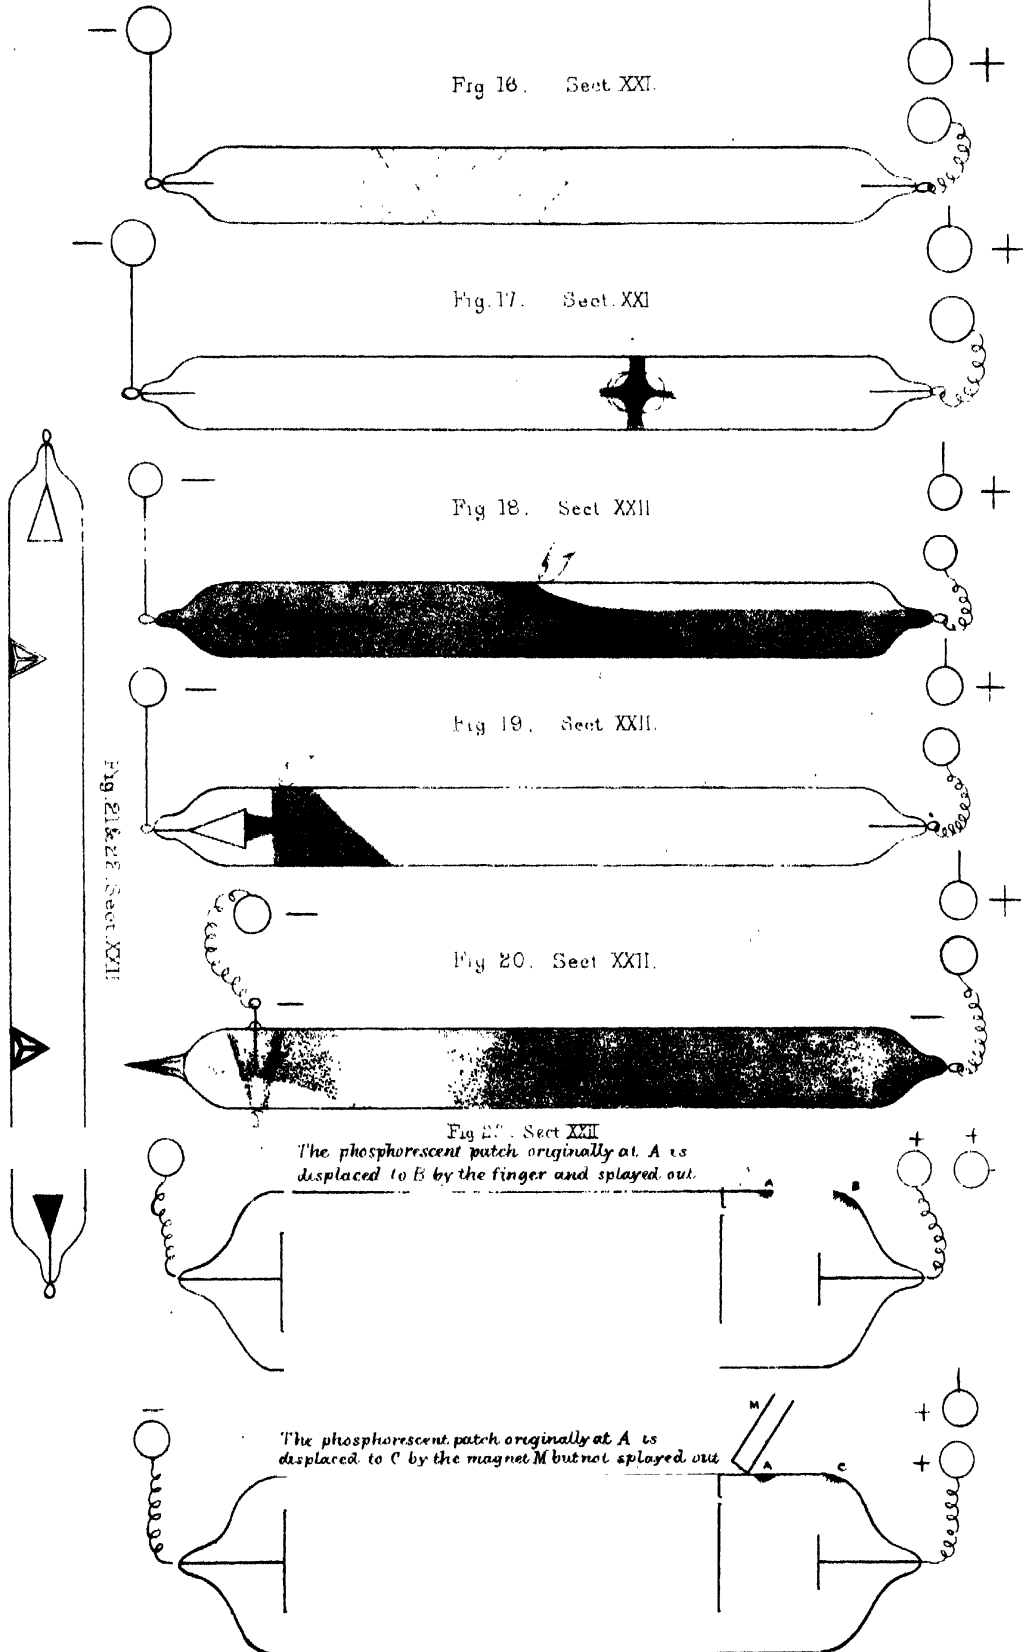 Fig 16. Sect XXI.
Fig. 17. Sect. XXI
Fig 18. Sect XXII
Fig 19. Sect XXII.
Fig. 21 & 22. Sect. XXII
Fig 20. Sect XXII.
Fig Sect XXII
The phosphorescent patch originally at A is
displaced to B by the finger and splayed out.
A
B
M
The phosphorescent patch originally at A is
displaced to C by the magnet M but not splayed out
A
C